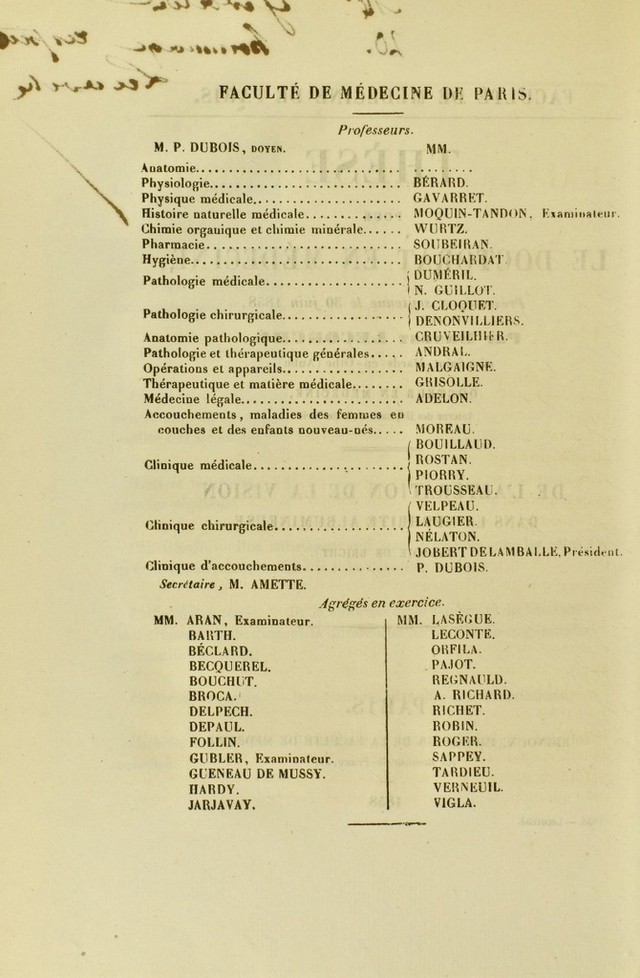 FACULTÉ DE MÉDECINE DE PARIS.
Professeurs.
M. P. DUBOIS, DOYEN. MM.
Anatomie.................................. .........
Physiologie............................... BÉRARD.
Physique médicale......................... GAVARRET.
Histoire naturelle médicale............... MOQUIN-TANDON, Examinateur.
Chimie organique et chimie minérale...... WURTZ.
Pharmacie................................. SOUBEIRAN.
Hygiène................................... BOUCHARDAT
Pathologie médicale....................... { DUMÉRIL.
N. GUILLOT.
Pathologie chirurgicale................... { J. CLOQUET.
DENONVILLIERS.
Anatomie pathologique..................... CRUVEILHIER.
Pathologie et thérapeutique générales..... ANDRAL.
Opérations et appareils................... MALGAIGNE.
Thérapeutique et matière médicale........ GRISOLLE.
Médecine légale........................... ADELON.
Accouchements, maladies des femmes en
couches et des enfants nouveau-nés..... MOREAU.
Clinique médicale......................... { BOUILLAUD.
ROSTAN.
PIORRY.
TROUSSEAU.
Clinique chirurgicale..................... { VELPEAU.
LAUGIER.
NÉLATON.
JOBERT DE LAMBALLE, Président.
Clinique d'accouchements................ P. DUBOIS.
Secrétaire, M. AMETTE.
Agrégés en exercice.
MM. ARAN, Examinateur.
BARTH.
BÉCLARD.
BECQUEREL.
BOUCHUT.
BROCA.
DELPECH.
DEPAUL.
FOLLIN.
GUBLER, Examinateur.
GUENEAU DE MUSSY.
HARDY.
JARJAVAY.
MM. LASÈGUE.
LECONTE.
ORFILA.
PAJOT.
REGNAULD.
A. RICHARD.
RICHET.
ROBIN.
ROGER.
SAPPEY.
TARDIEU.
VERNEUIL.
VIGLA.